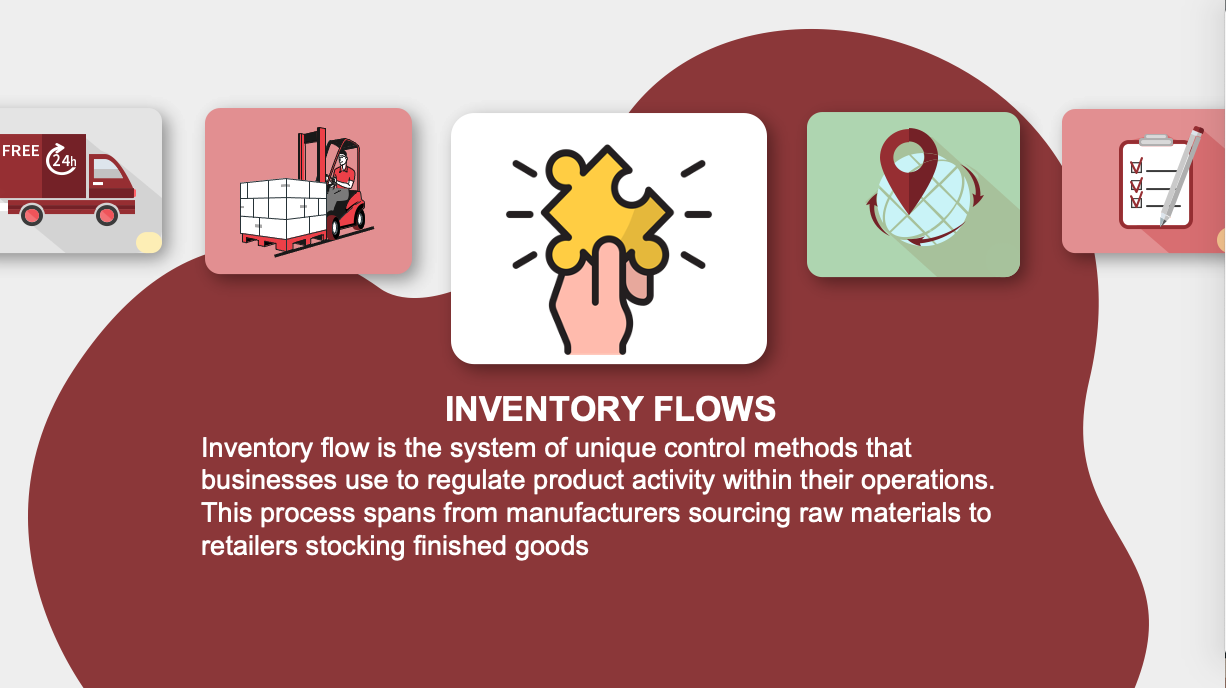 FREE
24h
INVENTORY FLOWS
Inventory flow is the system of unique control methods that
businesses use to regulate product activity within their operations.
This process spans from manufacturers sourcing raw materials to
retailers stocking finished goods